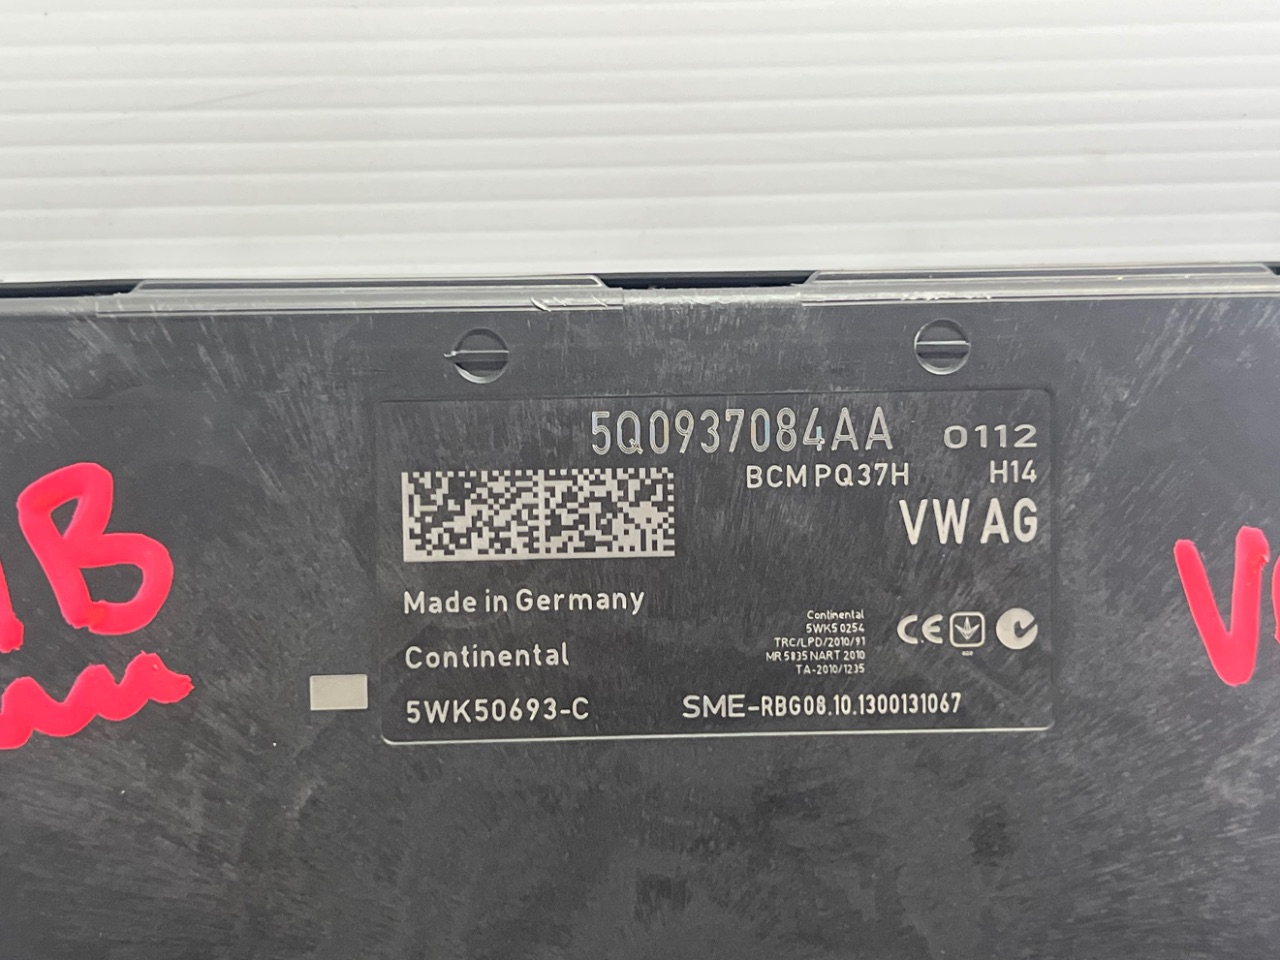 5Q0937084AA 0112
BCM PQ37H H14
VW AG
Made in Germany
Continental
5WK50693-C
Continental
5WK5 0254
TRC/LPD/2010/91
MR 5835 NART 2010
TA-2010/1235
CE
SME-RBG08.10.1300131067
B
V